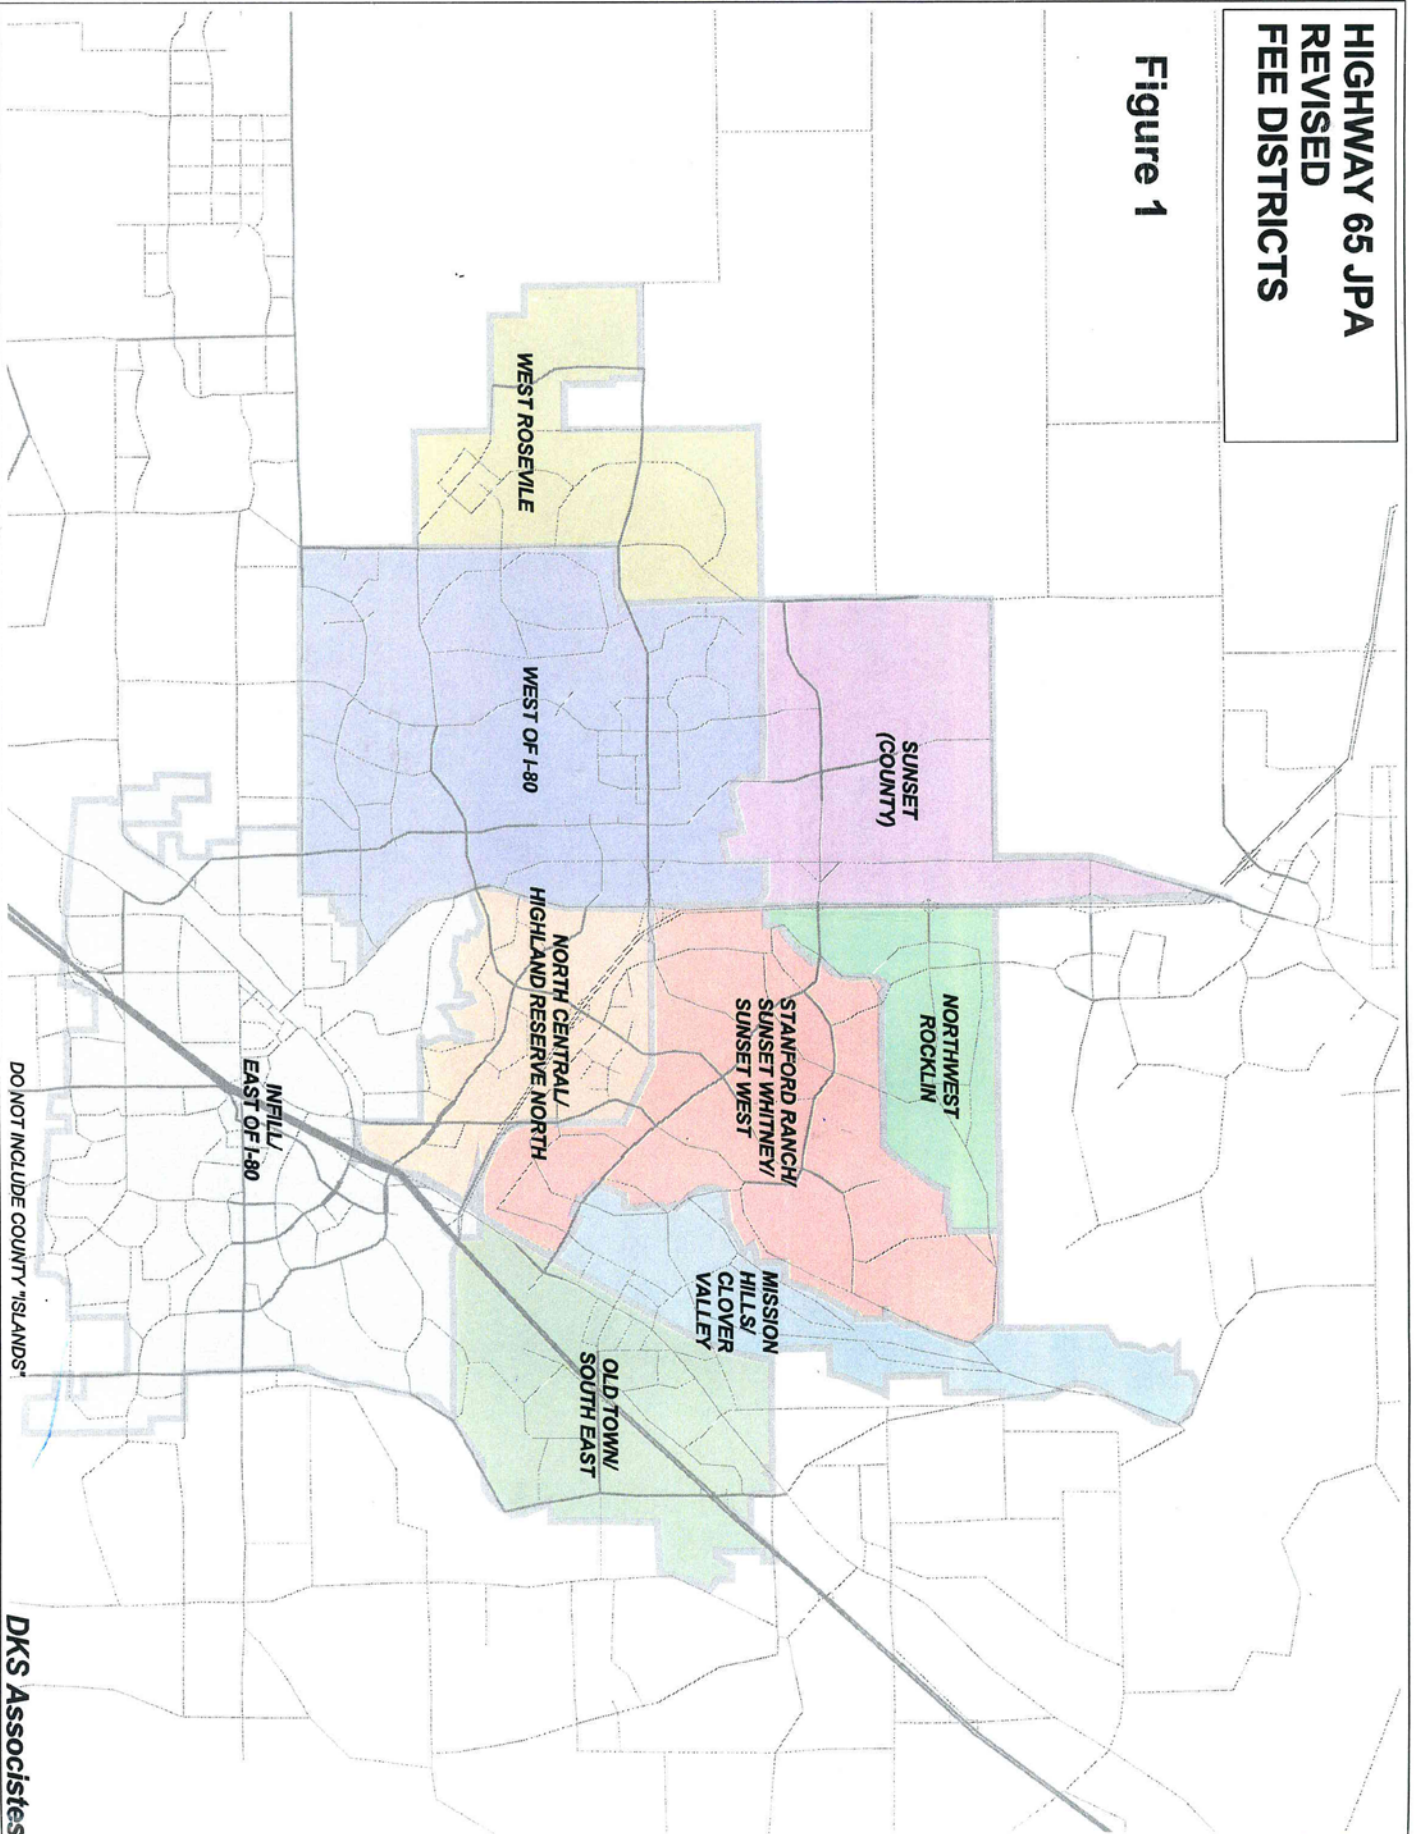 HIGHWAY 65 JPA
REVISED
FEE DISTRICTS
Figure 1
SUNSET
(COUNTY)
NORTHWEST
ROCKLIN
WEST ROSEVILE
WEST OF I-80
STANFORD RANCH/
SUNSET WHITNEY/
SUNSET WEST
MISSION
HILLS/
CLOVER
VALLEY
NORTH CENTRAL/
HIGHLAND RESERVE NORTH
OLD TOWN/
SOUTH EAST
INFILL/
EAST OF I-80
DO NOT INCLUDE COUNTY "ISLANDS"
DKS Associstes